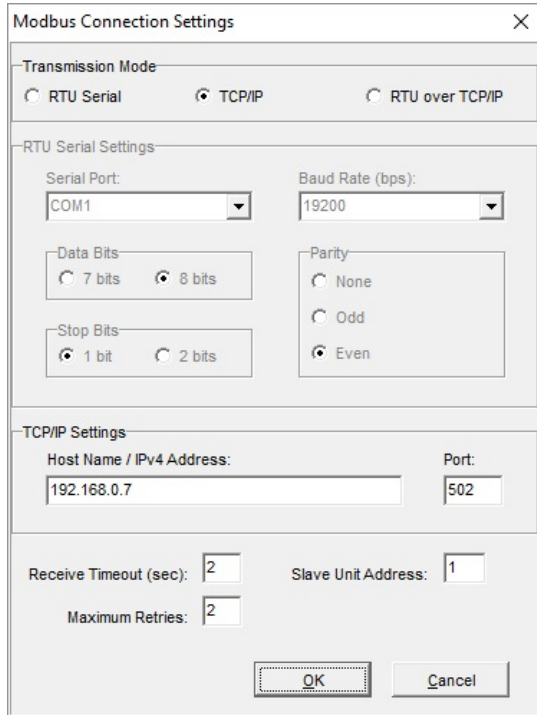 Modbus Connection Settings
Transmission Mode
RTU Serial TCP/IP RTU over TCP/IP
RTU Serial Settings
Serial Port: Baud Rate (bps):
COM1 19200
Data Bits Parity
7 bits 8 bits None
Odd
Stop Bits
1 bit 2 bits Even
TCP/IP Settings
Host Name / IPv4 Address: Port:
192.168.0.7 502
Receive Timeout (sec): 2 Slave Unit Address: 1
Maximum Retries: 2
OK Cancel